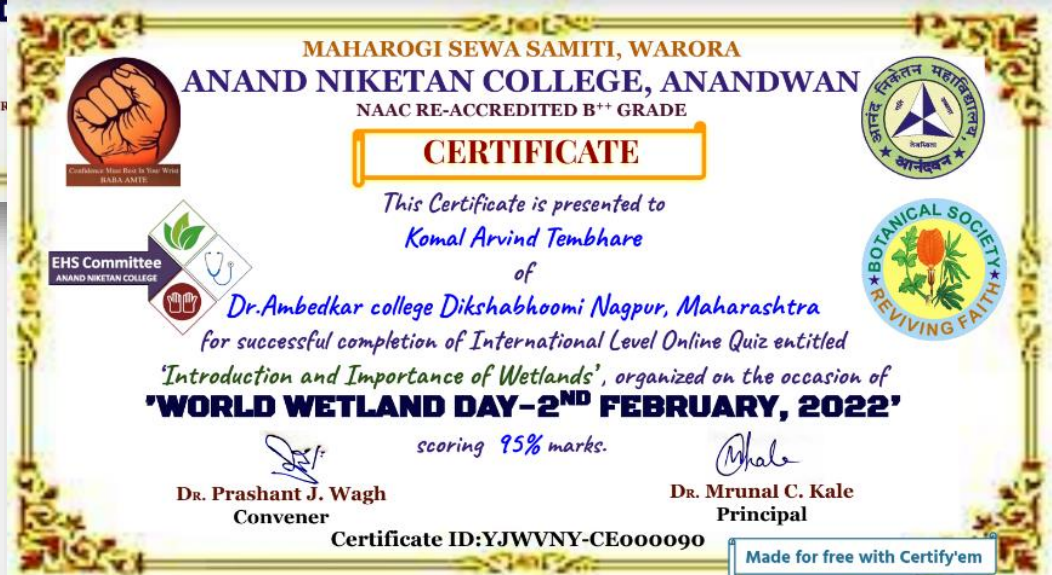 MAHAROGI SEWA SAMITI, WARORA
ANAND NIKETAN COLLEGE, ANANDWAN
NAAC RE-ACCREDITED B⁺⁺ GRADE
CERTIFICATE
Confidence Must Rest In Your Wrist
BABA AMTE
आनंद निकेतन महाविद्यालय,
आनंदवन
This Certificate is presented to
Komal Arvind Tembhare
of
EHS Committee
ANAND NIKETAN COLLEGE
BOTANICAL SOCIETY
REVIVING FAITH
Dr.Ambedkar college Dikshabhoomi Nagpur, Maharashtra
for successful completion of International Level Online Quiz entitled
‘Introduction and Importance of Wetlands’, organized on the occasion of
'WORLD WETLAND DAY-2ND FEBRUARY, 2022'
scoring 95% marks.
Mkale
DR. Prashant J. Wagh
Convener
DR. Mrunal C. Kale
Principal
Certificate ID:YJWVNY-CE000090
Made for free with Certify'em